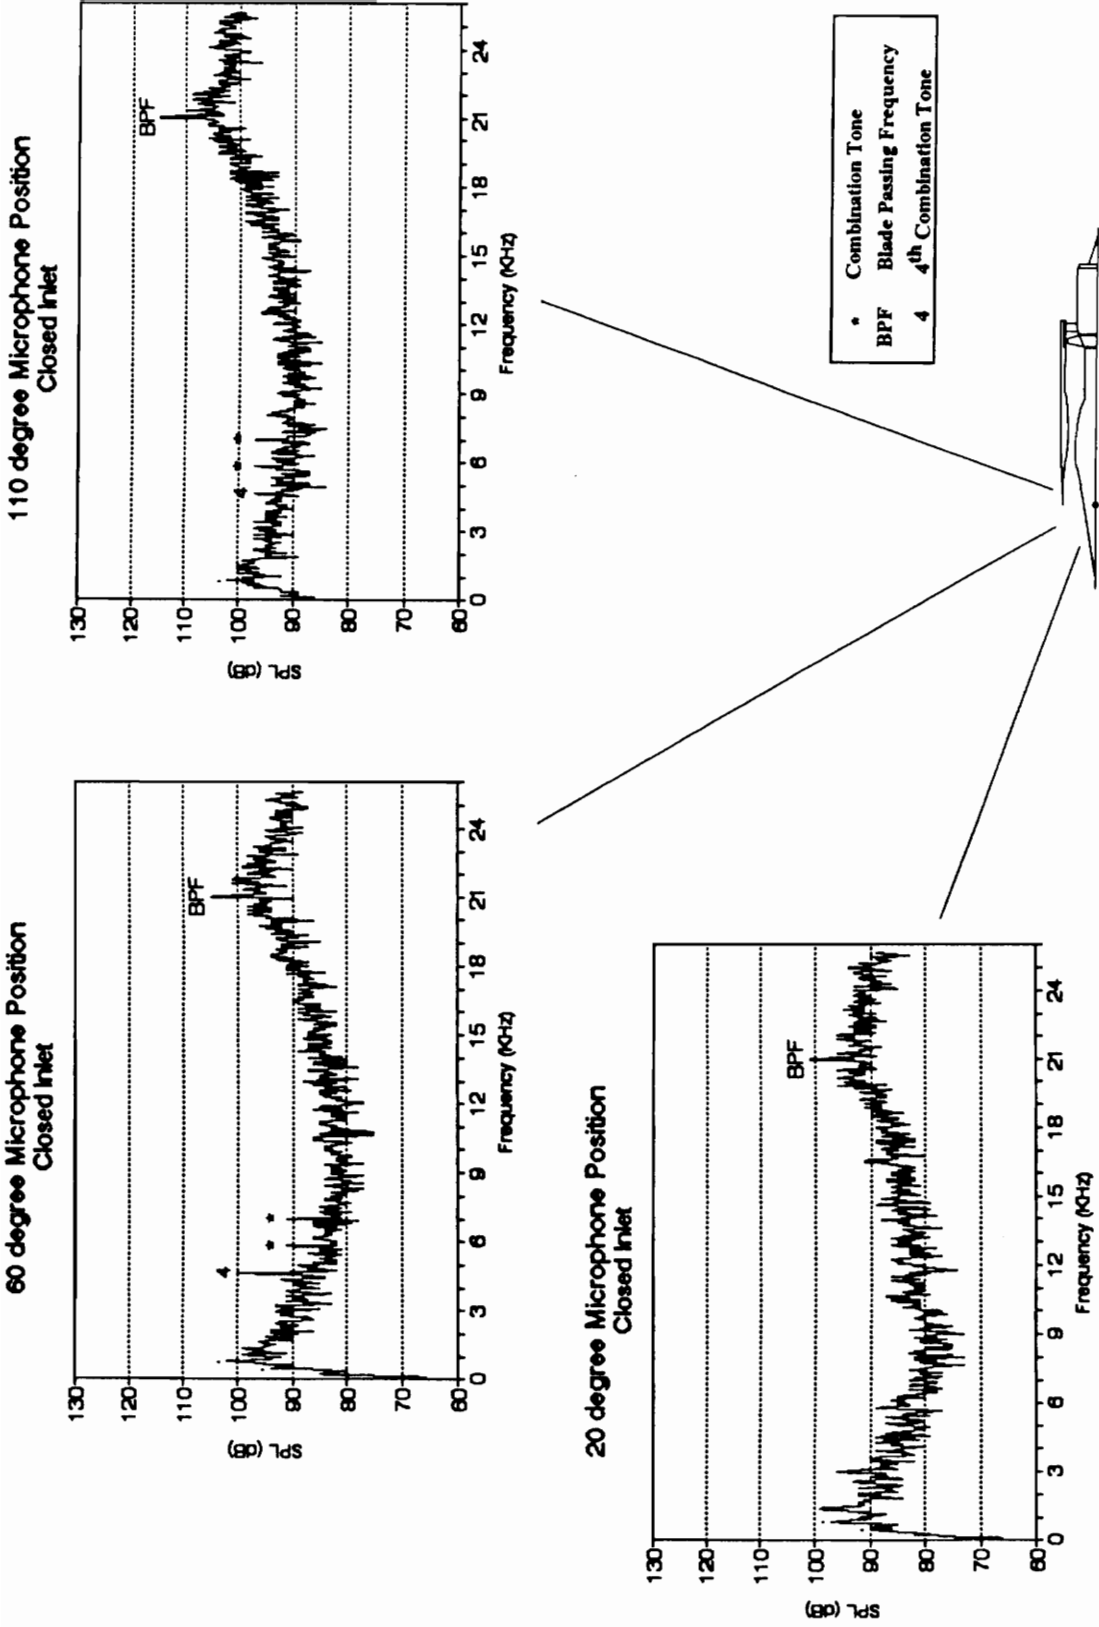 60 degree Microphone Position
Closed Inlet
130
120
110
100
90
80
70
60
SPL (dB)
4
*
*
BPF
0 3 6 9 12 15 18 21 24
Frequency (KHz)
110 degree Microphone Position
Closed Inlet
130
120
110
100
90
80
70
60
SPL (dB)
4
*
*
BPF
0 3 6 9 12 15 18 21 24
Frequency (KHz)
20 degree Microphone Position
Closed Inlet
130
120
110
100
90
80
70
60
SPL (dB)
BPF
0 3 6 9 12 15 18 21 24
Frequency (KHz)
* Combination Tone
BPF Blade Passing Frequency
4 4th Combination Tone